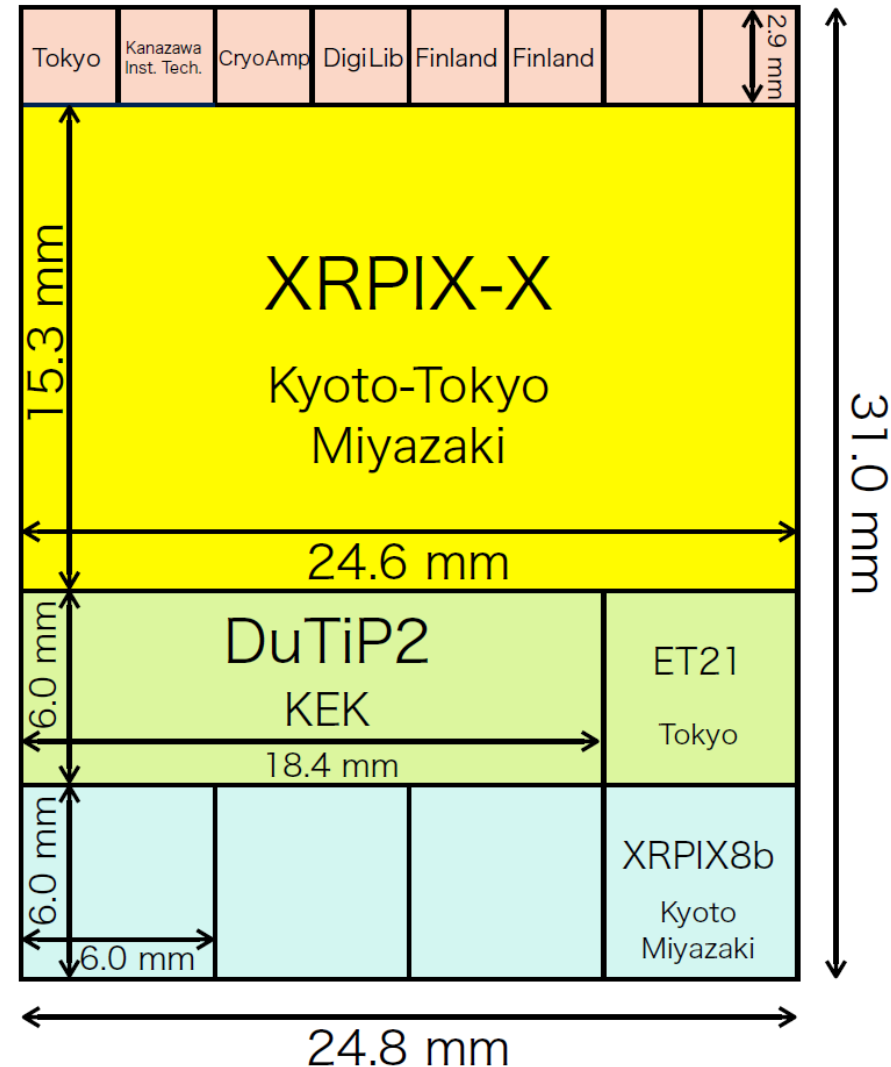 Tokyo
Kanazawa
Inst. Tech.
CryoAmp
DigiLib
Finland
Finland
2.9 mm
15.3 mm
XRPIX-X
Kyoto-Tokyo
Miyazaki
24.6 mm
31.0 mm
6.0 mm
DuTiP2
KEK
18.4 mm
ET21
Tokyo
6.0 mm
6.0 mm
XRPIX8b
Kyoto
Miyazaki
24.8 mm